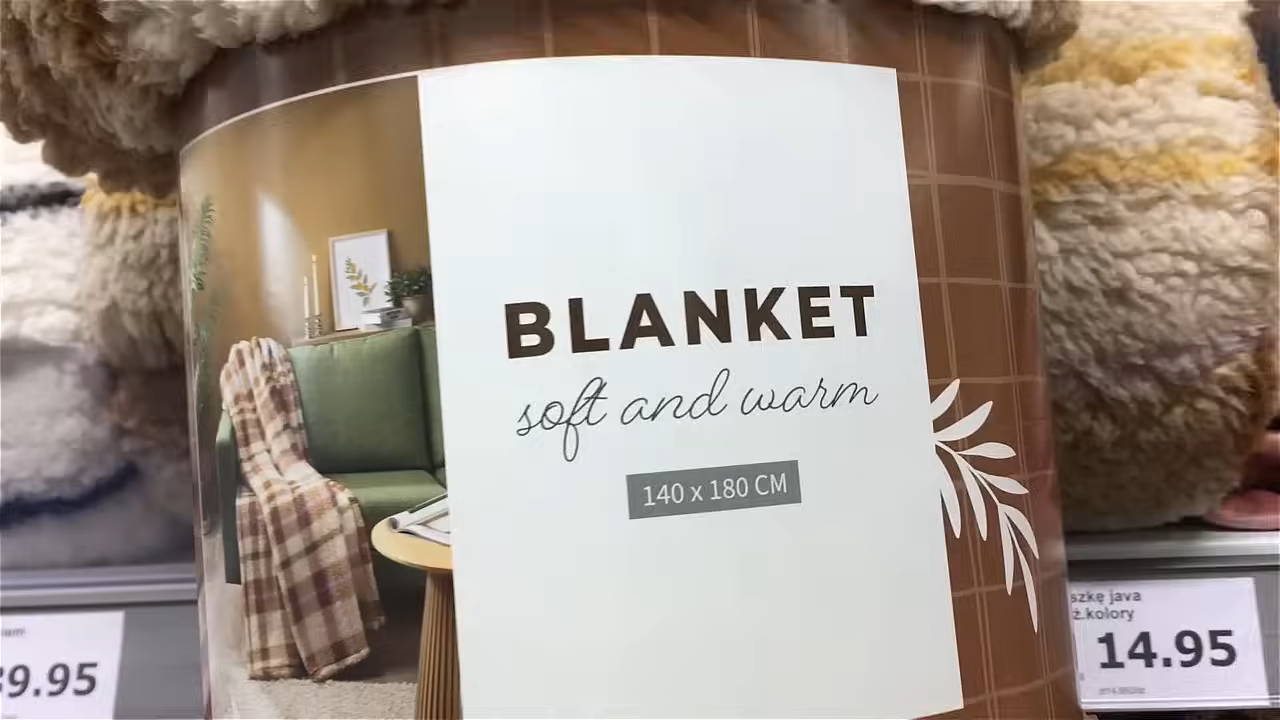 BLANKET
soft and warm
140 x 180 CM
szkę java
ż.kolory
14.95
39.95